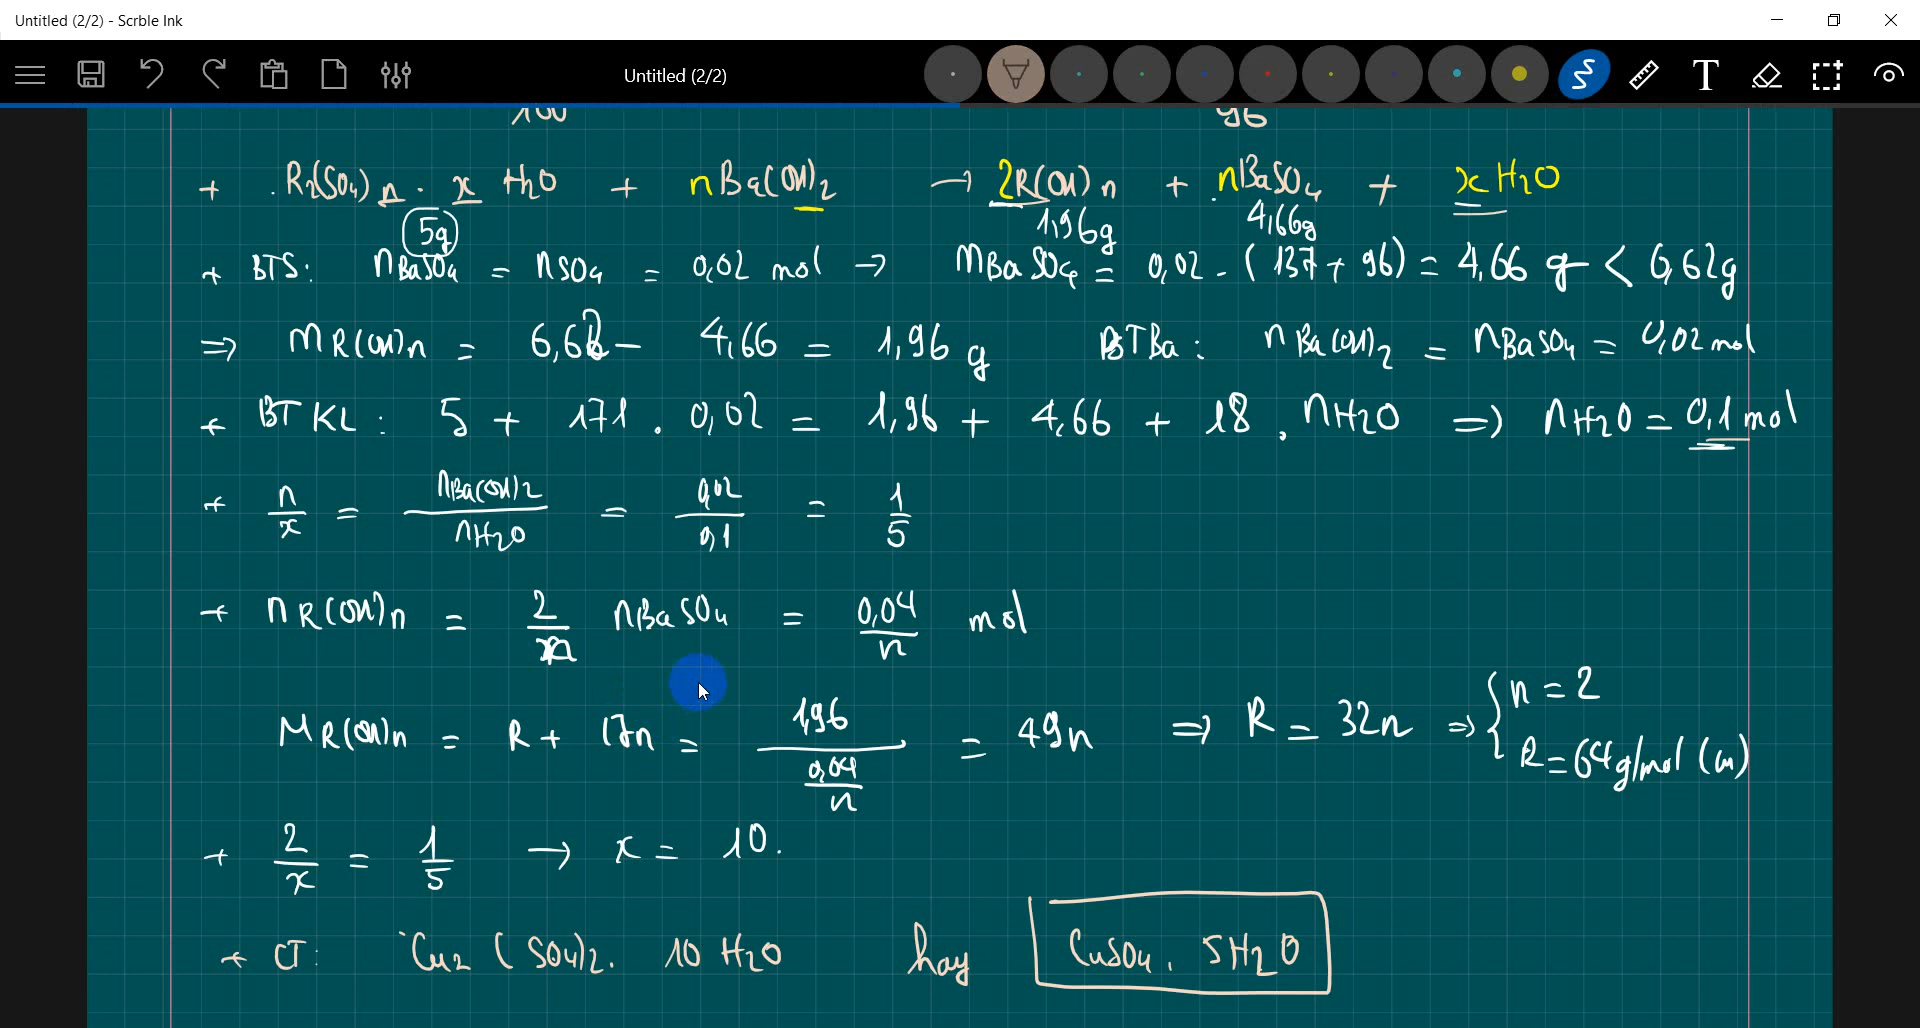 Untitled (2/2) - Scrble Ink
Untitled (2/2) T
100 96
+ R₂(SO₄)n . x H₂O + nBa(OH)₂ → 2R(OH)n + nBaSO₄ + xH₂O
5g 1,96g 4,66g
+ BTS: nBaSO₄ = nSO₄ = 0,02 mol → mBaSO₄ = 0,02 . (137 + 96) = 4,66 g < 6,62g
⇒ mR(OH)n = 6,62 - 4,66 = 1,96 g BTBa: nBa(OH)₂ = nBaSO₄ = 0,02 mol
+ BTKL: 5 + 171 . 0,02 = 1,96 + 4,66 + 18 . nH₂O ⇒ nH₂O = 0,1 mol
+ n/x = nBa(OH)₂/nH₂O = 0,02/0,1 = 1/5
+ nR(OH)n = 2/n nBaSO₄ = 0,04/n mol
MR(OH)n = R + 17n = 1,96/(0,04/n) = 49n ⇒ R = 32n ⇒ { n = 2
R = 64g/mol (Cu)
+ 2/x = 1/5 → x = 10.
+ CT: Cu₂(SO₄)₂. 10 H₂O hay CuSO₄. 5H₂O